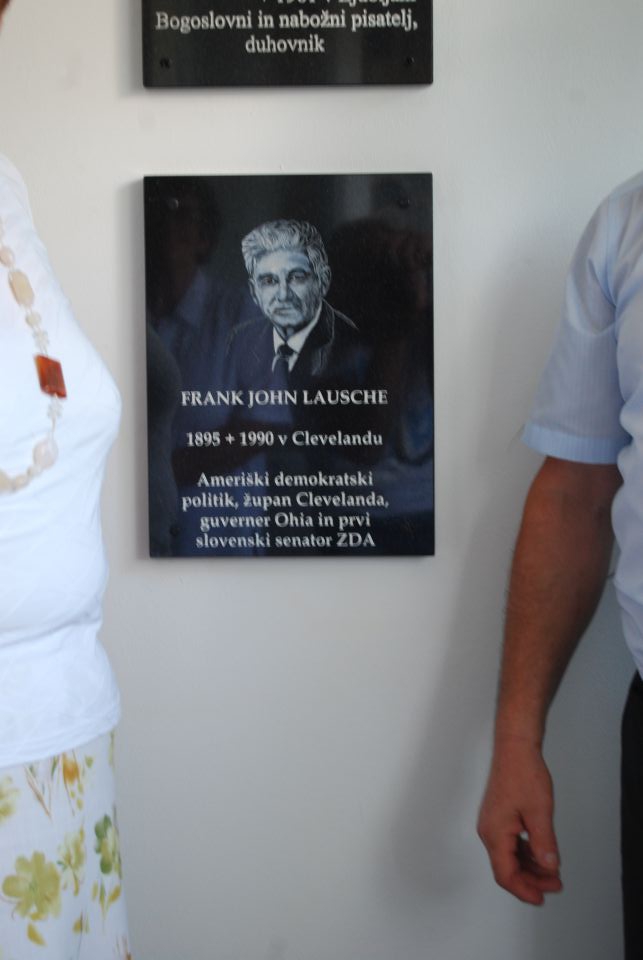 Bogoslovni in nabožni pisatelj,
duhovnik
FRANK JOHN LAUSCHE
1895 + 1990 v Clevelandu
Ameriški demokratski
politik, župan Clevelanda,
guverner Ohia in prvi
slovenski senator ZDA